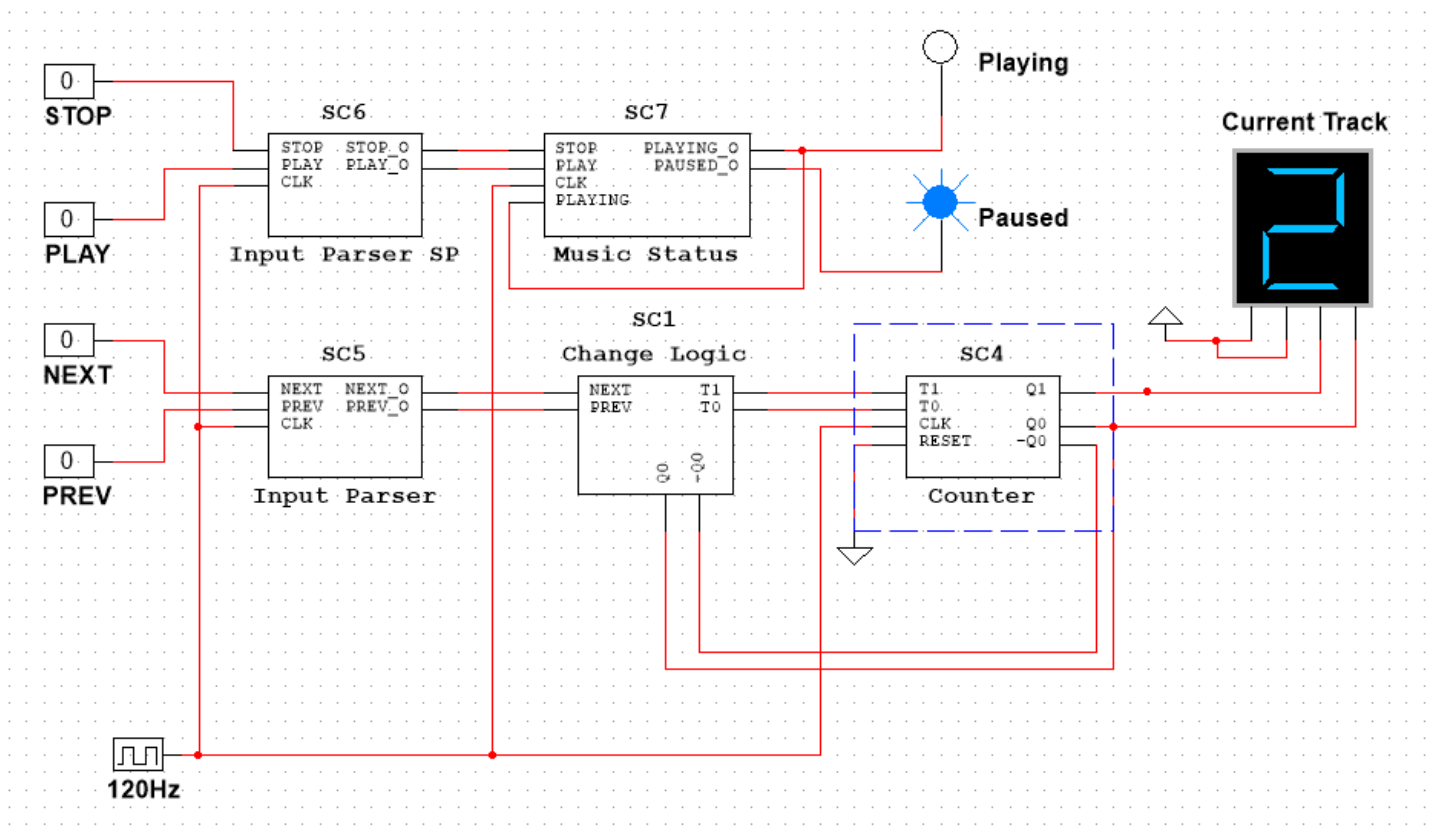 0
STOP
0
PLAY
SC6
STOP STOP_O
PLAY PLAY_O
CLK
Input Parser SP
SC7
STOP PLAYING_O
PLAY PAUSED_O
CLK
PLAYING
Music Status
Playing
Paused
Current Track
2
0
NEXT
0
PREV
SC5
NEXT NEXT_O
PREV PREV_O
CLK
Input Parser
SC1
Change Logic
NEXT T1
PREV T0
Q0 -Q0
SC4
T1 Q1
T0
CLK Q0
RESET -Q0
Counter
120Hz